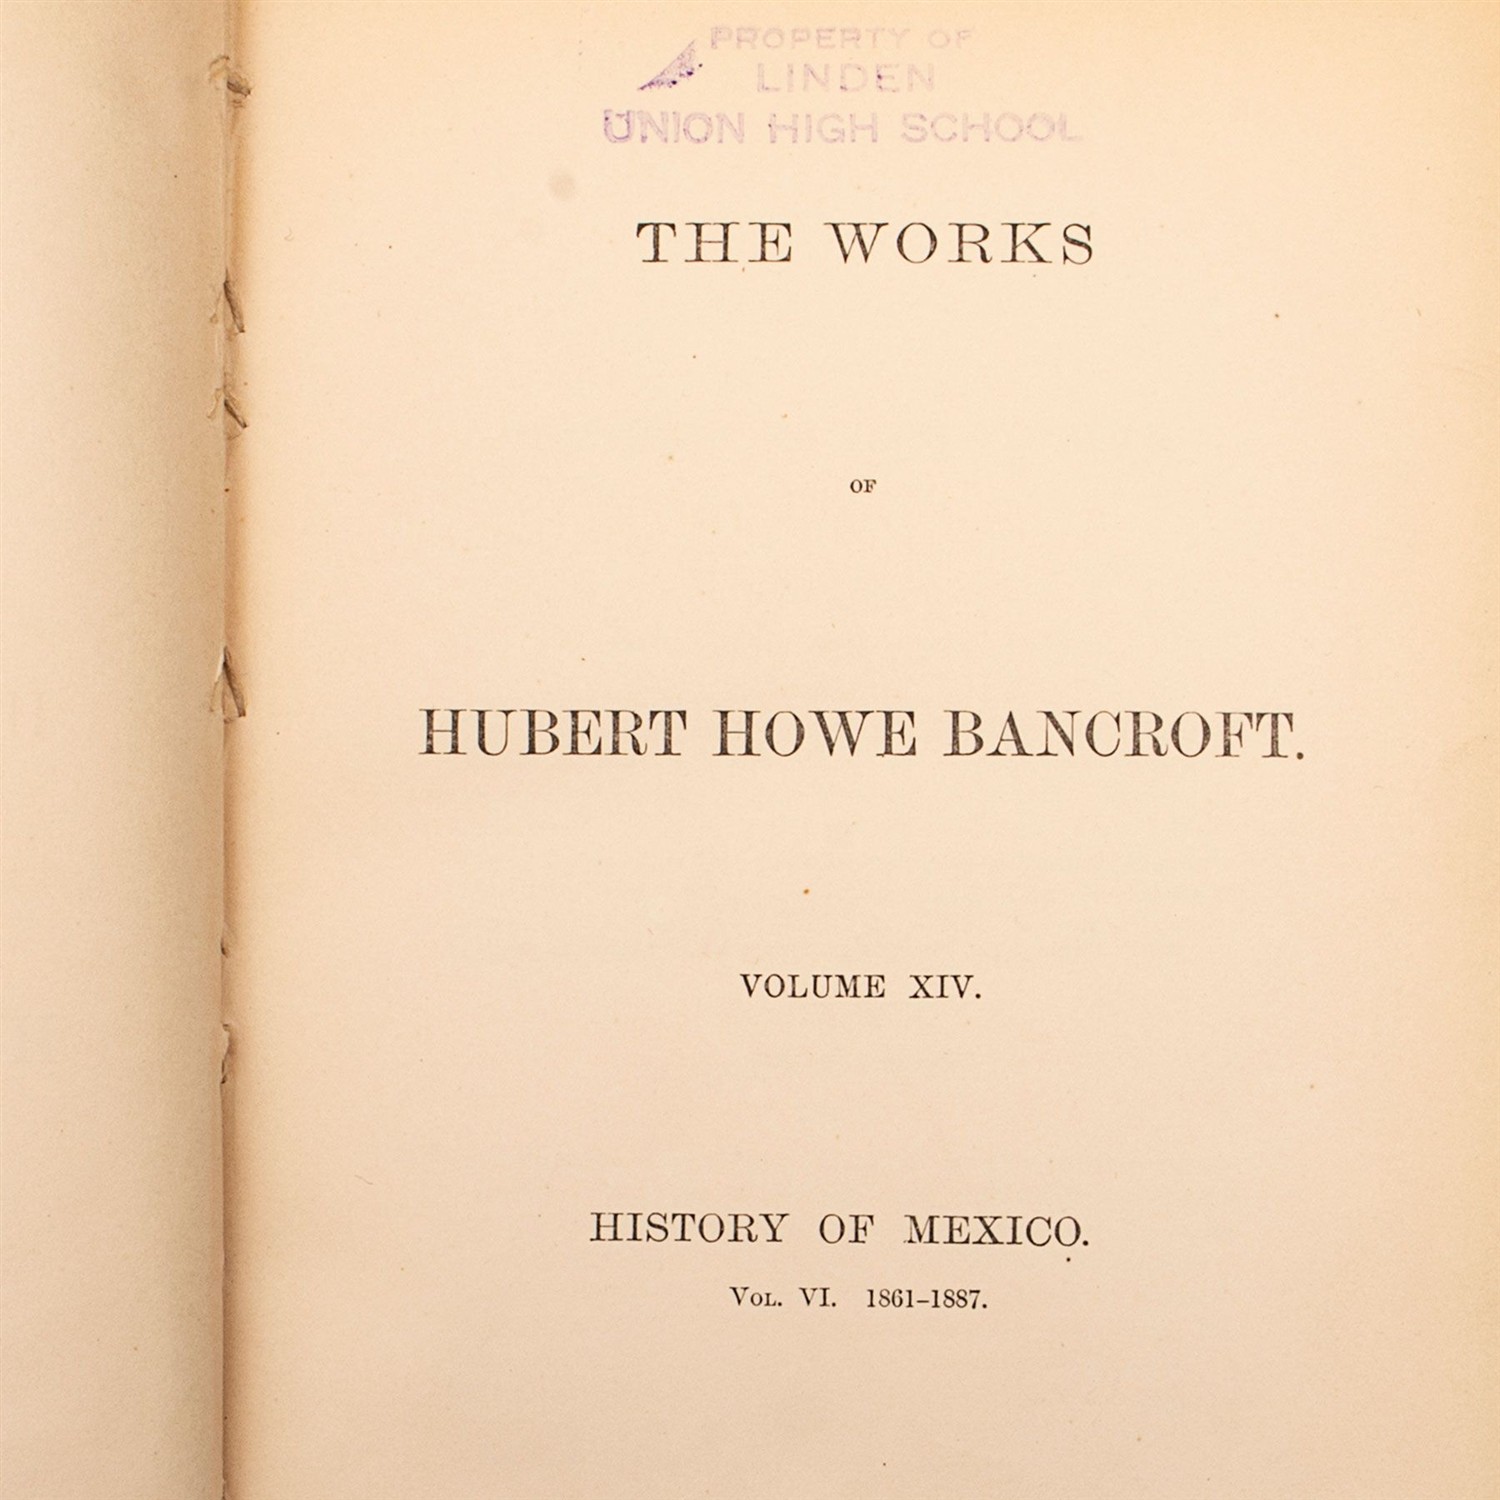 PROPERTY OF
LINDEN
UNION HIGH SCHOOL
THE WORKS
OF
HUBERT HOWE BANCROFT.
VOLUME XIV.
HISTORY OF MEXICO.
VOL. VI. 1861–1887.